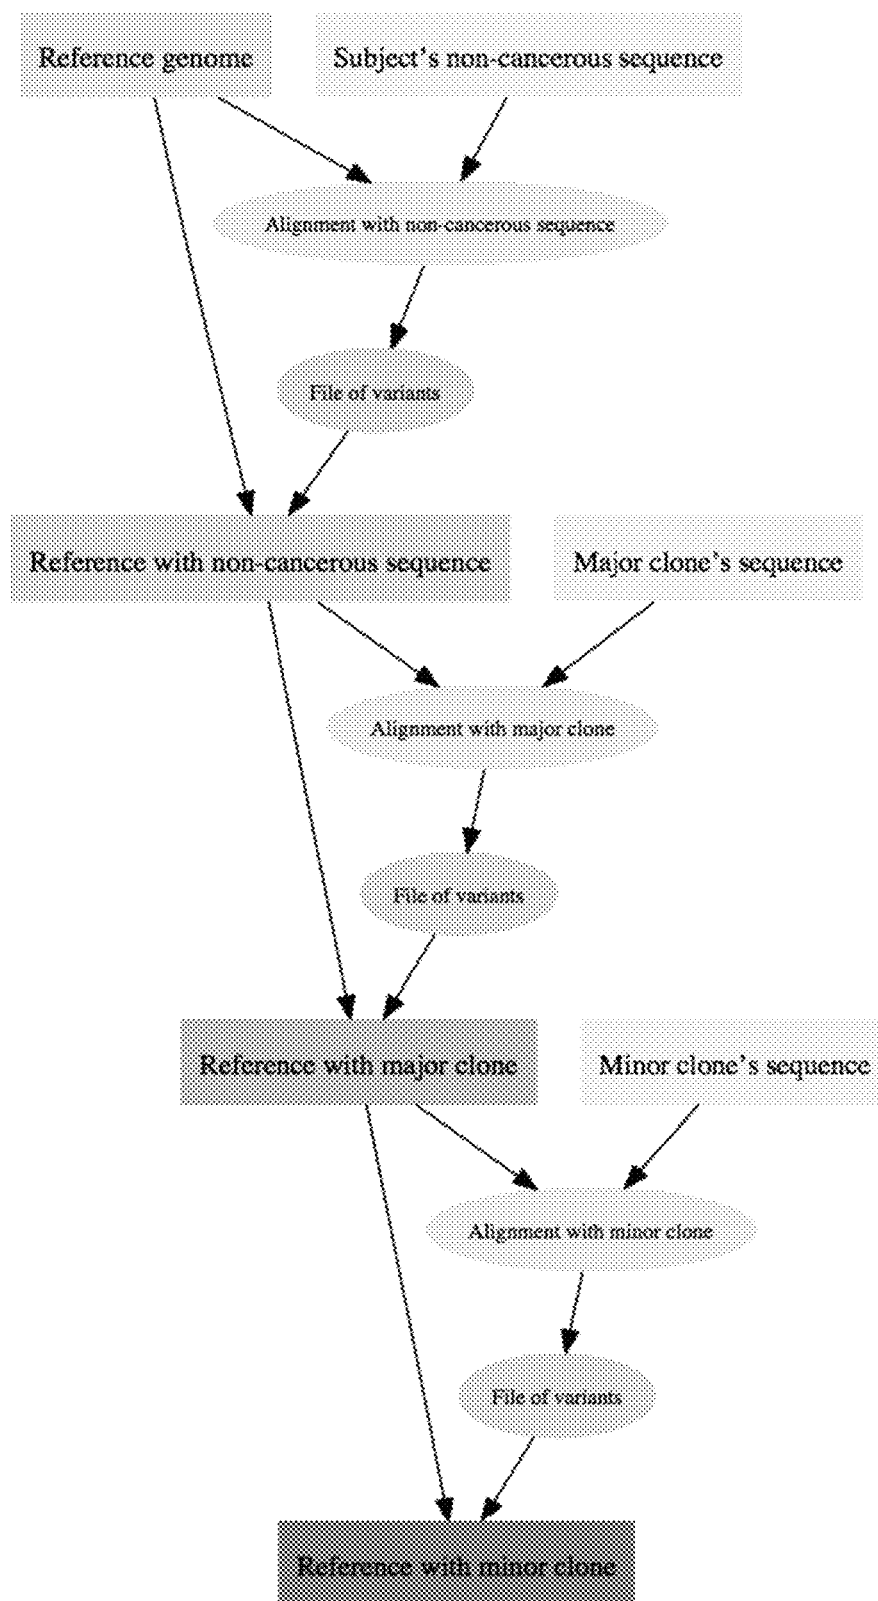 Reference genome
Subject's non-cancerous sequence
Alignment with non-cancerous sequence
File of variants
Reference with non-cancerous sequence
Major clone's sequence
Alignment with major clone
File of variants
Reference with major clone
Minor clone's sequence
Alignment with minor clone
File of variants
Reference with minor clone